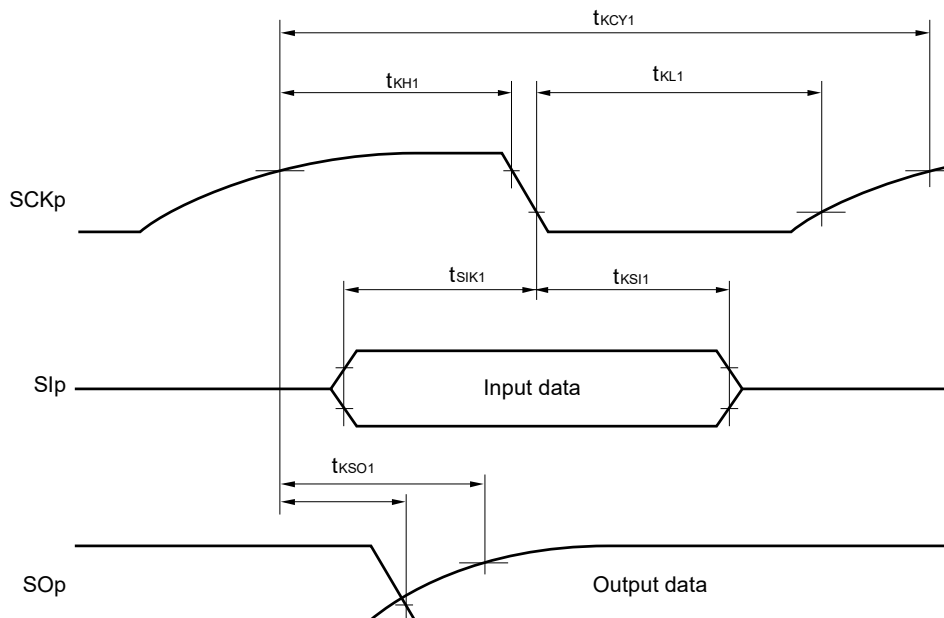 tKCY1
tKH1
tKL1
SCKp
tSIK1
tKSI1
SIp
Input data
tKSO1
SOp
Output data